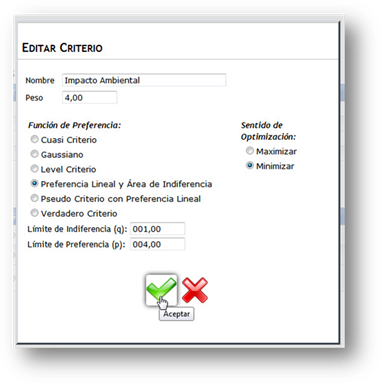 EDITAR CRITERIO
Nombre Impacto Ambiental
Peso 4,00
Función de Preferencia:
Cuasi Criterio
Gaussiano
Level Criterio
Preferencia Lineal y Área de Indiferencia
Pseudo Criterio con Preferencia Lineal
Verdadero Criterio
Límite de Indiferencia (q): 001,00
Límite de Preferencia (p): 004,00
Sentido de
Optimización:
Maximizar
Minimizar
Aceptar